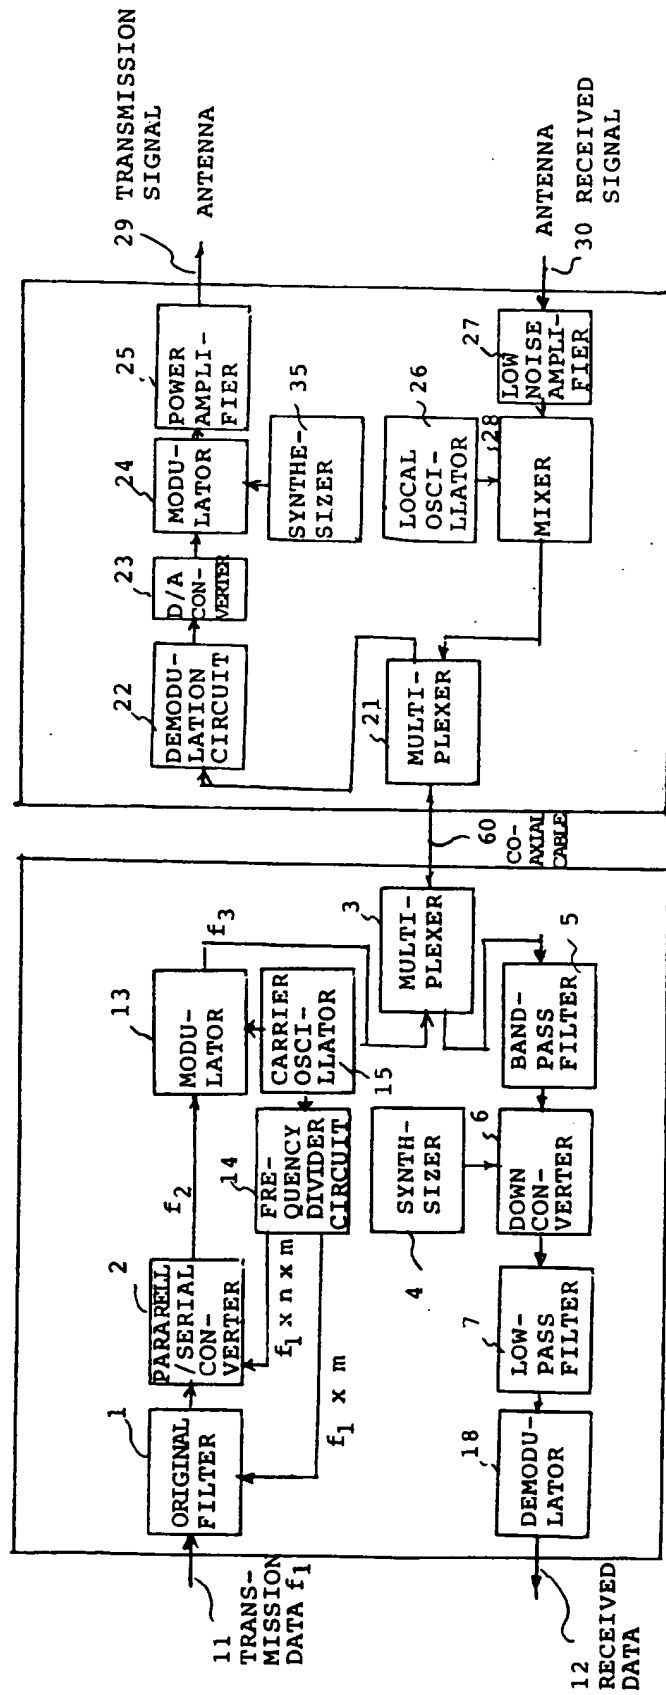 11
TRANS-
MISSION
DATA f1
1
ORIGINAL
FILTER
2
PARARELL
/SERIAL
CON-
VERTER
f2
f1 x n x m
f1 x m
14
FRE-
QUENCY
DIVIDER
CIRCUIT
13
MODU-
LATOR
f3
CARRIER
OSCI-
LLATOR
15
3
MULTI-
PLEXER
SYNTH-
SIZER
4
BAND-
PASS
FILTER
5
6
DOWN
CON-
VERTER
7
LOW-
PASS
FILTER
18
DEMODU-
LATOR
12
RECEIVED
DATA
60
CO-
AXIAL
CABLE
21
MULTI-
PLEXER
22
DEMODU-
LATION
CIRCUIT
23
D/A
CON-
VERTER
24
MODU-
LATOR
25
POWER
AMPLI-
FIER
SYNTHE-
SIZER
35
LOCAL
OSCI-
LLATOR
26
28
MIXER
27
LOW
NOISE
AMPLI-
FIER
29 TRANSMISSION
SIGNAL
ANTENNA
ANTENNA
30 RECEIVED
SIGNAL